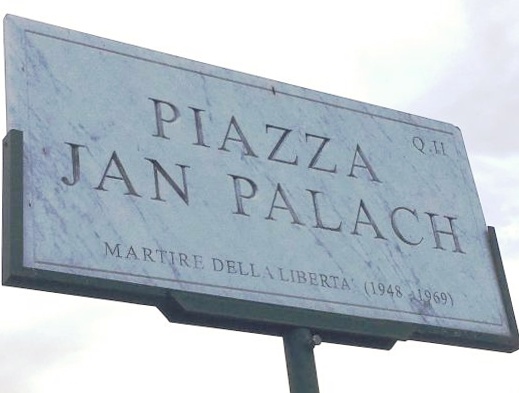 PIAZZA
Q.II
JAN PALACH
MARTIRE DELLA LIBERTA' (1948 - 1969)